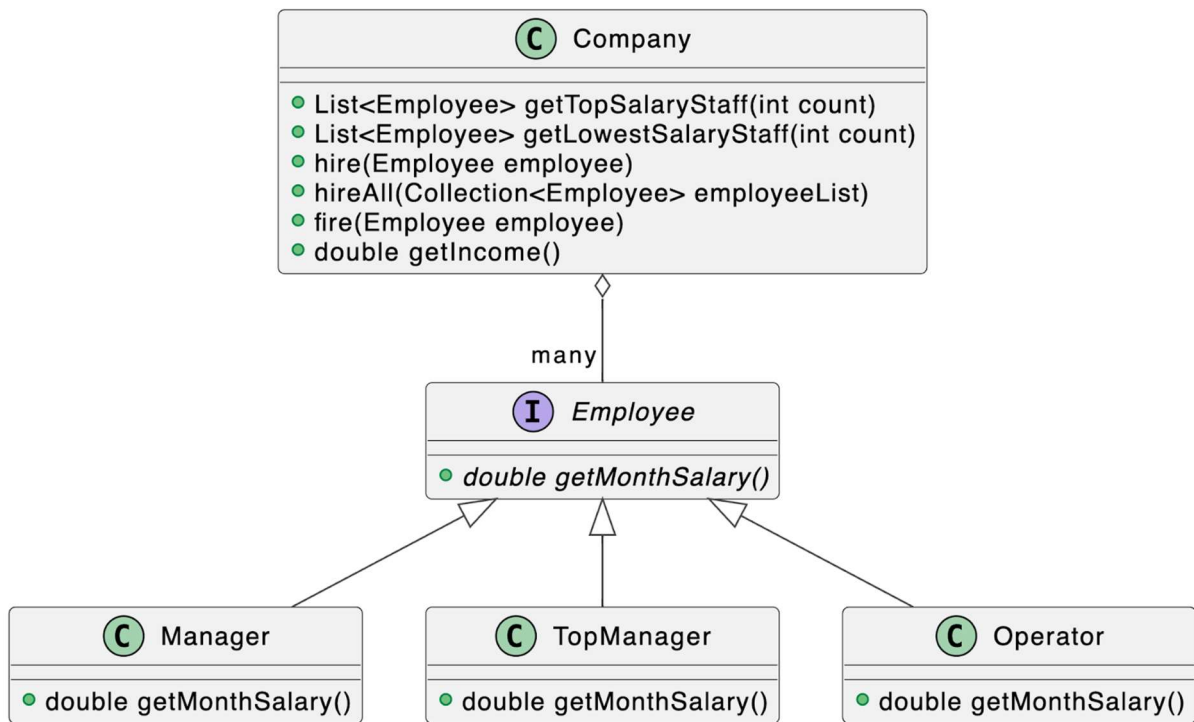 C Company
List<Employee> getTopSalaryStaff(int count)
List<Employee> getLowestSalaryStaff(int count)
hire(Employee employee)
hireAll(Collection<Employee> employeeList)
fire(Employee employee)
double getIncome()
many
I Employee
double getMonthSalary()
C Manager
double getMonthSalary()
C TopManager
double getMonthSalary()
C Operator
double getMonthSalary()